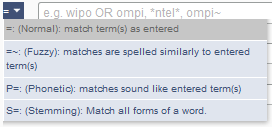 = e.g. wipo OR ompi, *ntel*, ompi~
=: (Normal): match term(s) as entered
=~: (Fuzzy): matches are spelled similarly to entered
term(s)
P=: (Phonetic): matches sound like entered term(s)
S=: (Stemming): Match all forms of a word.